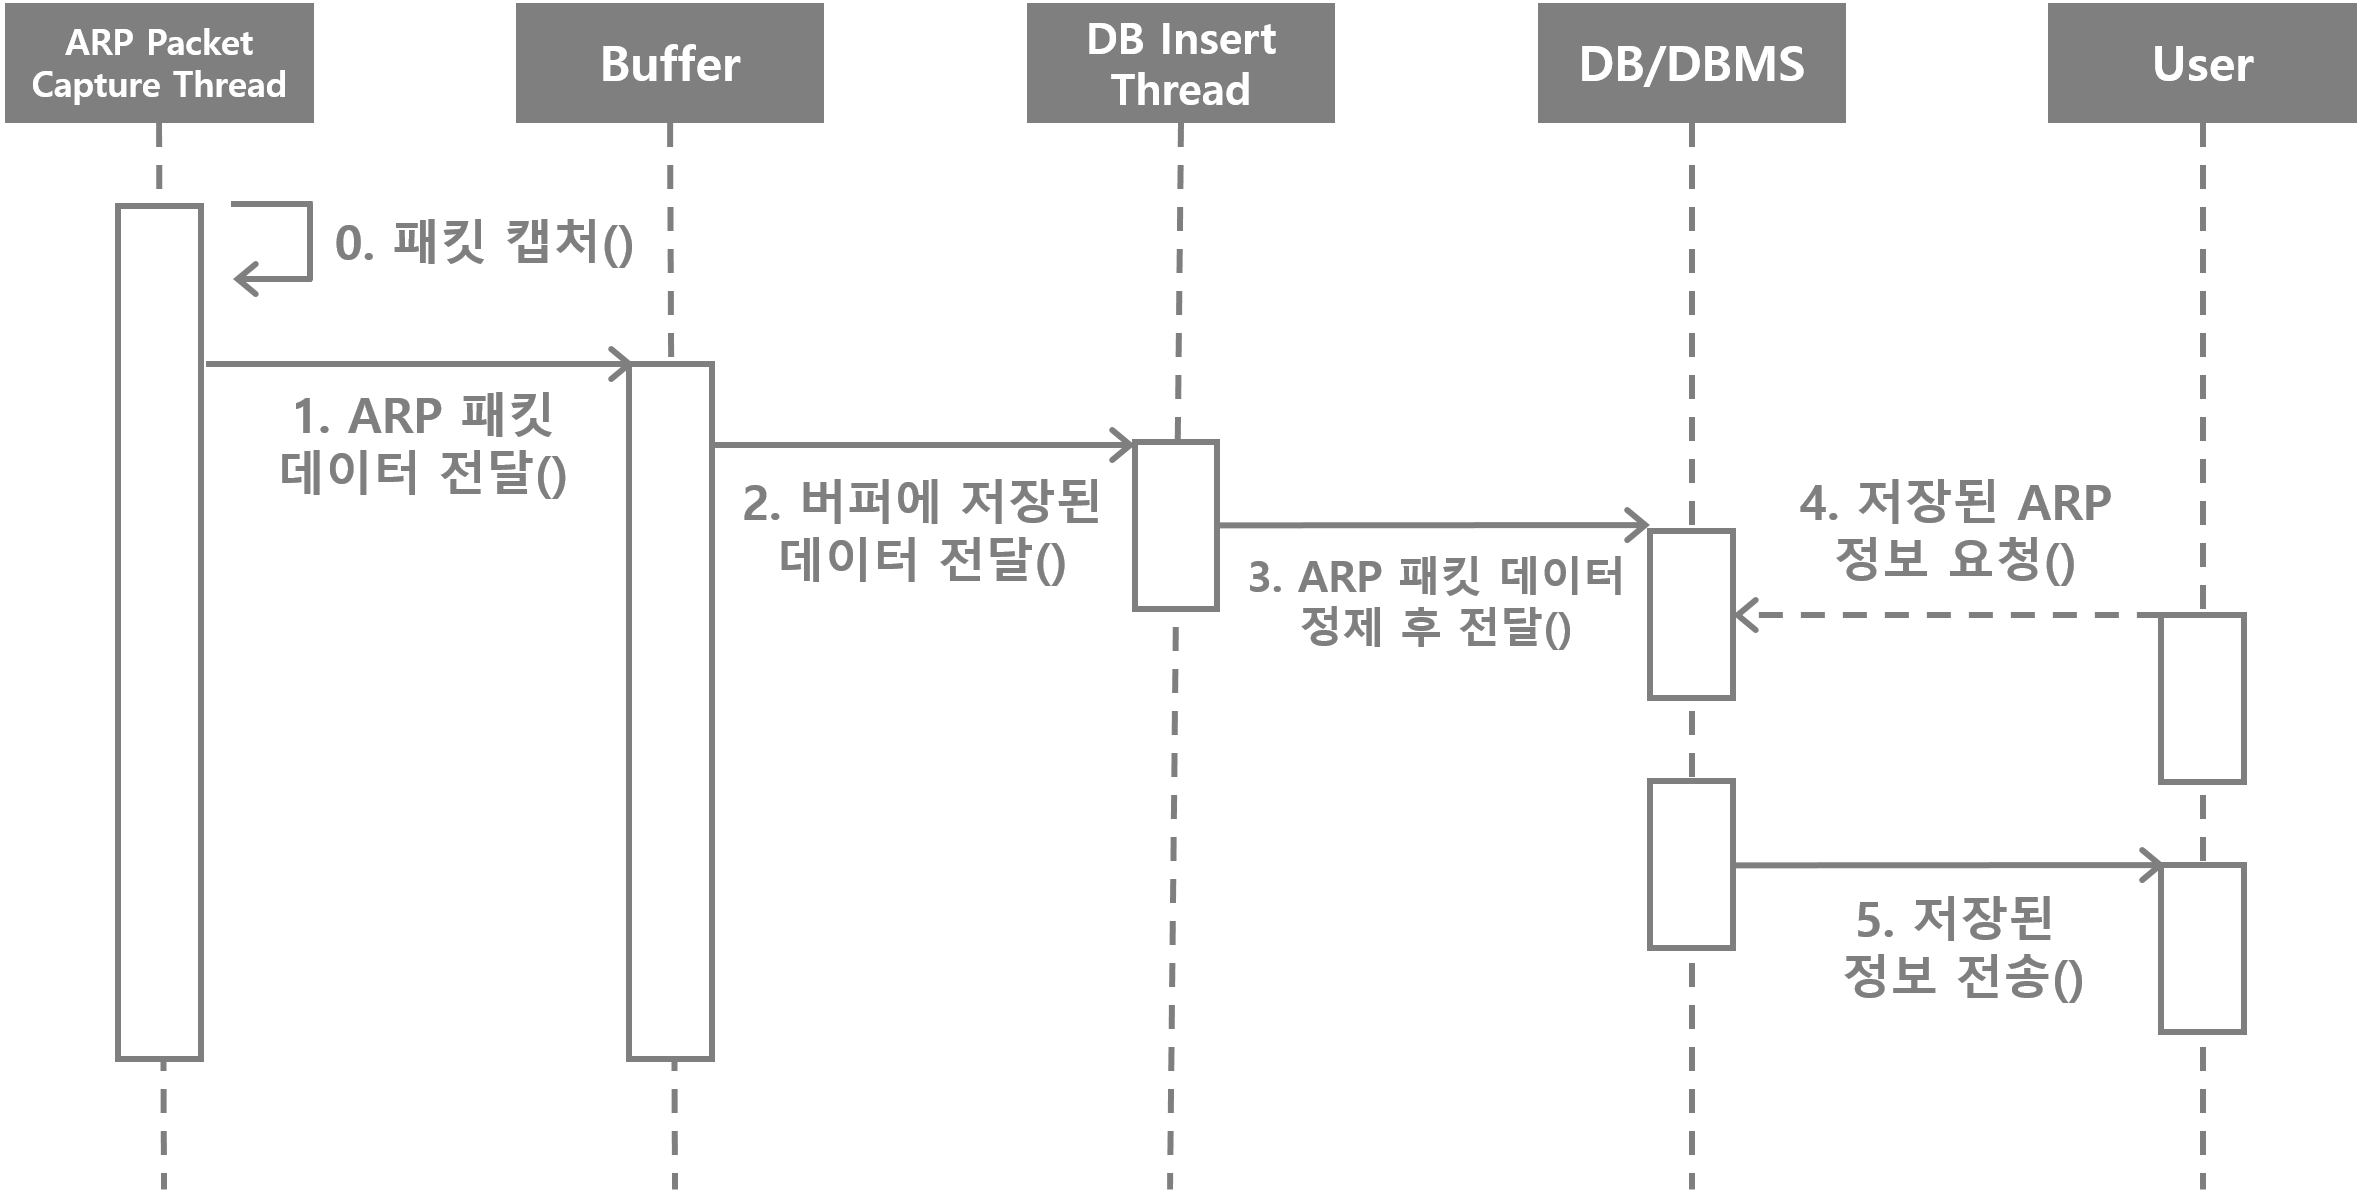 ARP Packet
Capture Thread
Buffer
DB Insert
Thread
DB/DBMS
User
0. 패킷 캡처()
1. ARP 패킷
데이터 전달()
2. 버퍼에 저장된
데이터 전달()
3. ARP 패킷 데이터
정제 후 전달()
4. 저장된 ARP
정보 요청()
5. 저장된
정보 전송()